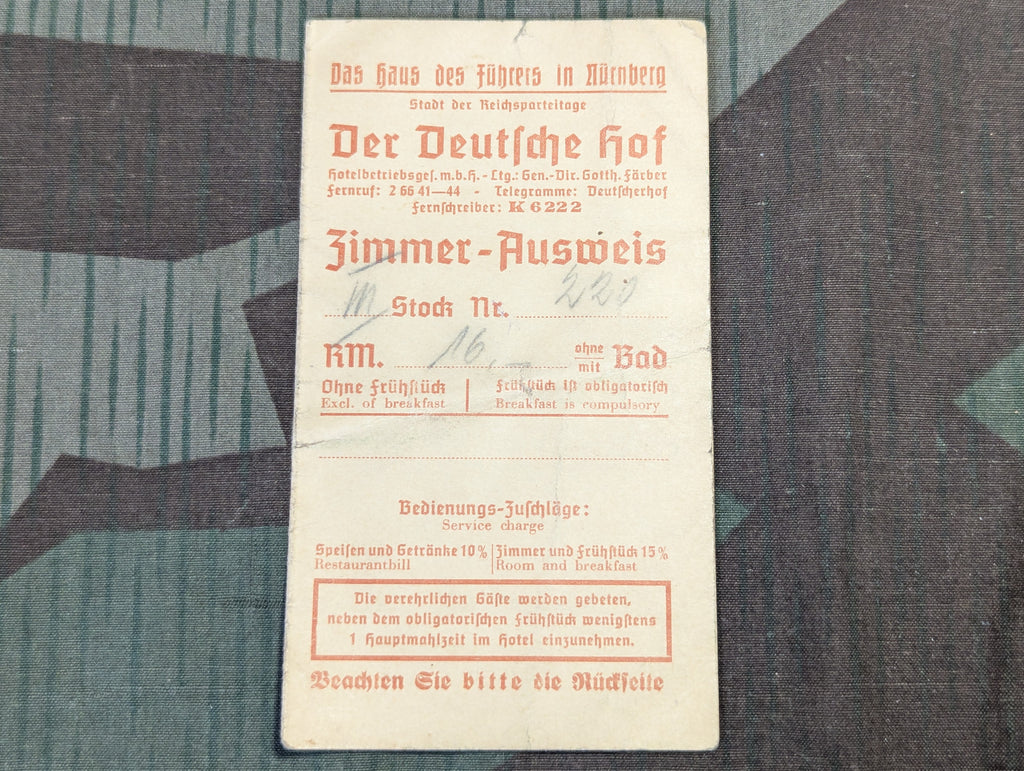 Das Haus des Führers in Nürnberg
Stadt der Reichsparteitage
Der Deutsche Hof
Hotelbetriebsges. m. b. H. - Ltg.: Gen.-Dir. Gotth. Färber
Fernruf: 2 66 41—44 - Telegramme: Deutscherhof
Fernschreiber: K 6222
Zimmer-Ausweis
III Stock Nr. 220
RM. 16,- ohne mit Bad
Ohne Frühstück | Frühstück ist obligatorisch
Excl. of breakfast | Breakfast is compulsory
Bedienungs-Zuschläge:
Service charge
Speisen und Getränke 10 % | Zimmer und Frühstück 15 %
Restaurantbill | Room and breakfast
Die verehrlichen Gäste werden gebeten,
neben dem obligatorischen Frühstück wenigstens
1 Hauptmahlzeit im Hotel einzunehmen.
Beachten Sie bitte die Rückseite